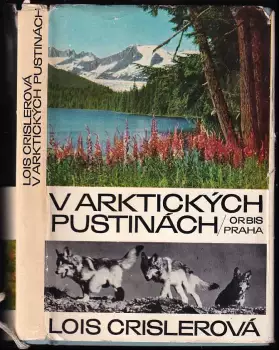 LOIS CRISLEROVÁ
V ARKTICKÝCH PUSTINÁCH
V ARKTICKÝCH
PUSTINÁCH / ORBIS
PRAHA
LOIS CRISLEROVÁ